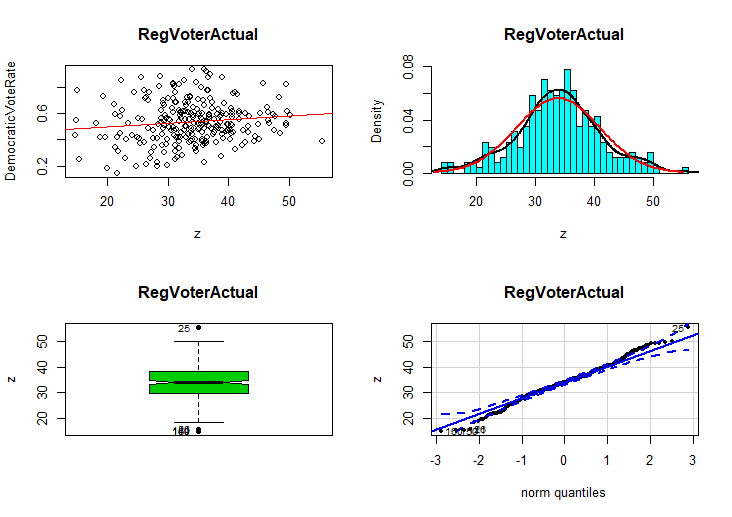 RegVoterActual
DemocraticVoteRate
0.2 0.6
20 30 40 50
z
RegVoterActual
Density
0.00 0.04 0.08
20 30 40 50
z
RegVoterActual
z
20 30 40 50
25
RegVoterActual
z
20 30 40 50
25
-3 -2 -1 0 1 2 3
norm quantiles